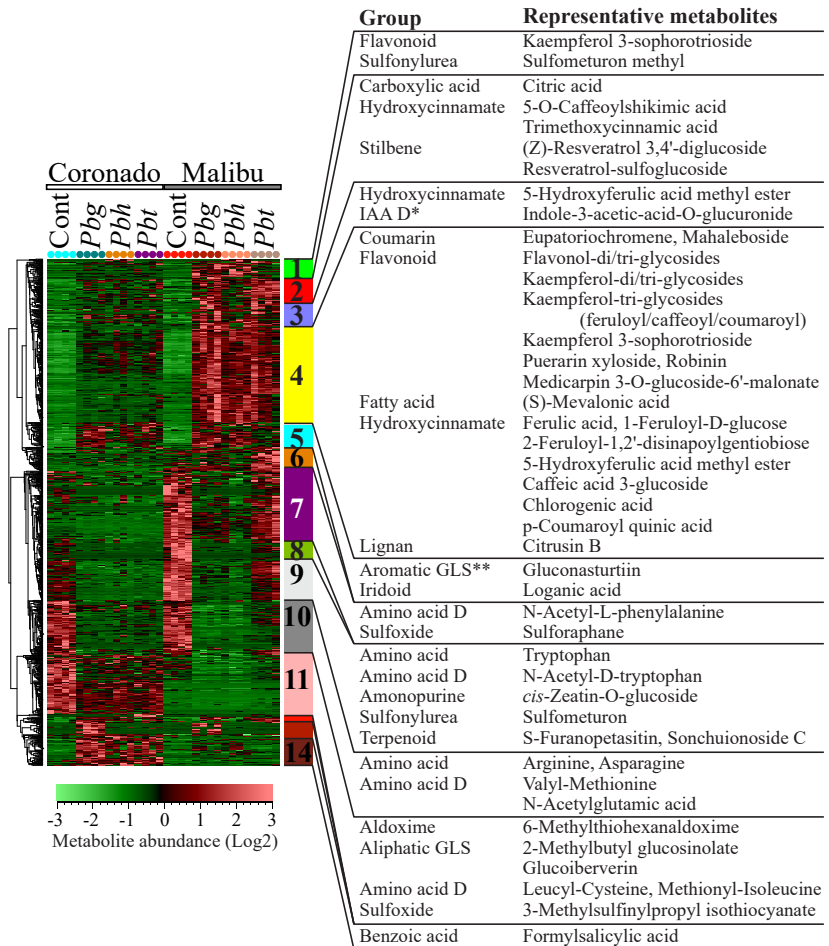 Group Representative metabolites
Flavonoid Kaempferol 3-sophorotrioside
Sulfonylurea Sulfometuron methyl
Carboxylic acid Citric acid
Hydroxycinnamate 5-O-Caffeoylshikimic acid
Trimethoxycinnamic acid
Stilbene (Z)-Resveratrol 3,4'-diglucoside
Resveratrol-sulfoglucoside
Hydroxycinnamate 5-Hydroxyferulic acid methyl ester
IAA D* Indole-3-acetic-acid-O-glucuronide
Coumarin Eupatoriochromene, Mahaleboside
Flavonoid Flavonol-di/tri-glycosides
Kaempferol-di/tri-glycosides
Kaempferol-tri-glycosides
(feruloyl/caffeoyl/coumaroyl)
Kaempferol 3-sophorotrioside
Puerarin xyloside, Robinin
Medicarpin 3-O-glucoside-6'-malonate
Fatty acid (S)-Mevalonic acid
Hydroxycinnamate Ferulic acid, 1-Feruloyl-D-glucose
2-Feruloyl-1,2'-disinapoylgentiobiose
5-Hydroxyferulic acid methyl ester
Caffeic acid 3-glucoside
Chlorogenic acid
p-Coumaroyl quinic acid
Lignan Citrusin B
Aromatic GLS** Gluconasturtiin
Iridoid Loganic acid
Amino acid D N-Acetyl-L-phenylalanine
Sulfoxide Sulforaphane
Amino acid Tryptophan
Amino acid D N-Acetyl-D-tryptophan
Amonopurine cis-Zeatin-O-glucoside
Sulfonylurea Sulfometuron
Terpenoid S-Furanopetasitin, Sonchuionoside C
Amino acid Arginine, Asparagine
Amino acid D Valyl-Methionine
N-Acetylglutamic acid
Aldoxime 6-Methylthiohexanaldoxime
Aliphatic GLS 2-Methylbutyl glucosinolate
Glucoiberverin
Amino acid D Leucyl-Cysteine, Methionyl-Isoleucine
Sulfoxide 3-Methylsulfinylpropyl isothiocyanate
Benzoic acid Formylsalicylic acid
Coronado Malibu
Cont Pbg Pbh Pbt Cont Pbg Pbh Pbt
1
2
3
4
5
6
7
8
9
10
11
14
-3 -2 -1 0 1 2 3
Metabolite abundance (Log2)